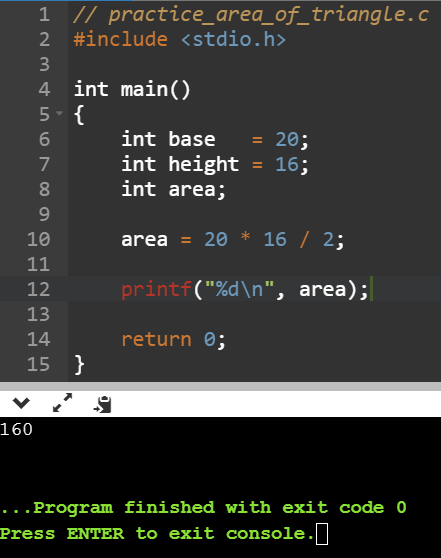 1 // practice_area_of_triangle.c
2 #include <stdio.h>
3
4 int main()
5 {
6     int base   = 20;
7     int height = 16;
8     int area;
9
10     area = 20 * 16 / 2;
11
12     printf("%d\n", area);
13
14     return 0;
15 }
160
...Program finished with exit code 0
Press ENTER to exit console.